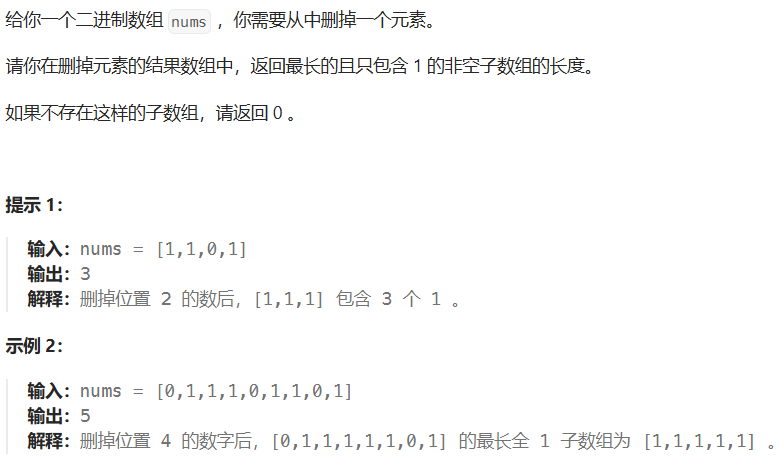 给你一个二进制数组 nums ，你需要从中删掉一个元素。
请你在删掉元素的结果数组中，返回最长的且只包含 1 的非空子数组的长度。
如果不存在这样的子数组，请返回 0 。
提示 1：
输入：nums = [1,1,0,1]
输出：3
解释：删掉位置 2 的数后，[1,1,1] 包含 3 个 1 。
示例 2：
输入：nums = [0,1,1,1,0,1,1,0,1]
输出：5
解释：删掉位置 4 的数字后，[0,1,1,1,1,1,0,1] 的最长全 1 子数组为 [1,1,1,1,1] 。